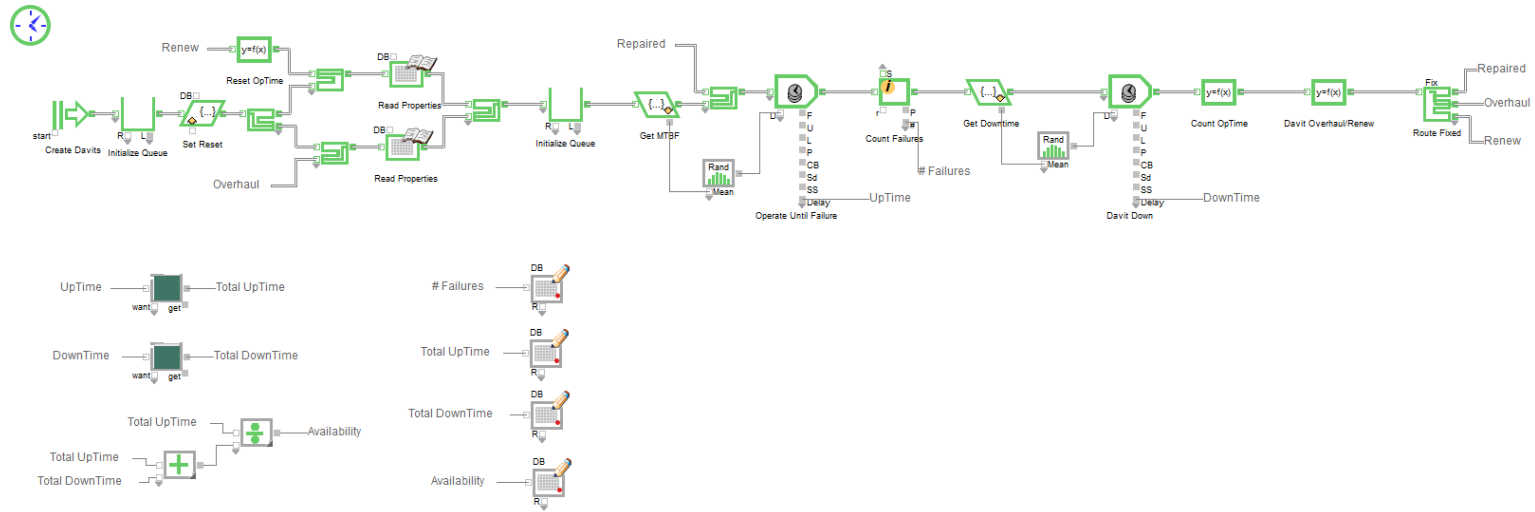 Renew
y=f(x)
Reset OpTime
DB
Read Properties
start
Create Davits
R
L
Initialize Queue
DB
{...}
Set Reset
DB
Read Properties
Overhaul
R
L
Initialize Queue
{...}
Get MTBF
Repaired
Rand
Mean
D
F
U
L
P
CB
Sd
SS
Delay
Operate Until Failure
UpTime
S
i
r
P
#
Count Failures
# Failures
{...}
Get Downtime
Rand
Mean
D
F
U
L
P
CB
Sd
SS
Delay
Davit Down
DownTime
y=f(x)
Count OpTime
y=f(x)
Davit Overhaul/Renew
Fix
Route Fixed
Repaired
Overhaul
Renew
UpTime
want
get
Total UpTime
DownTime
want
get
Total DownTime
Total UpTime
Availability
Total UpTime
Total DownTime
# Failures
DB
R
Total UpTime
DB
R
Total DownTime
DB
R
Availability
DB
R